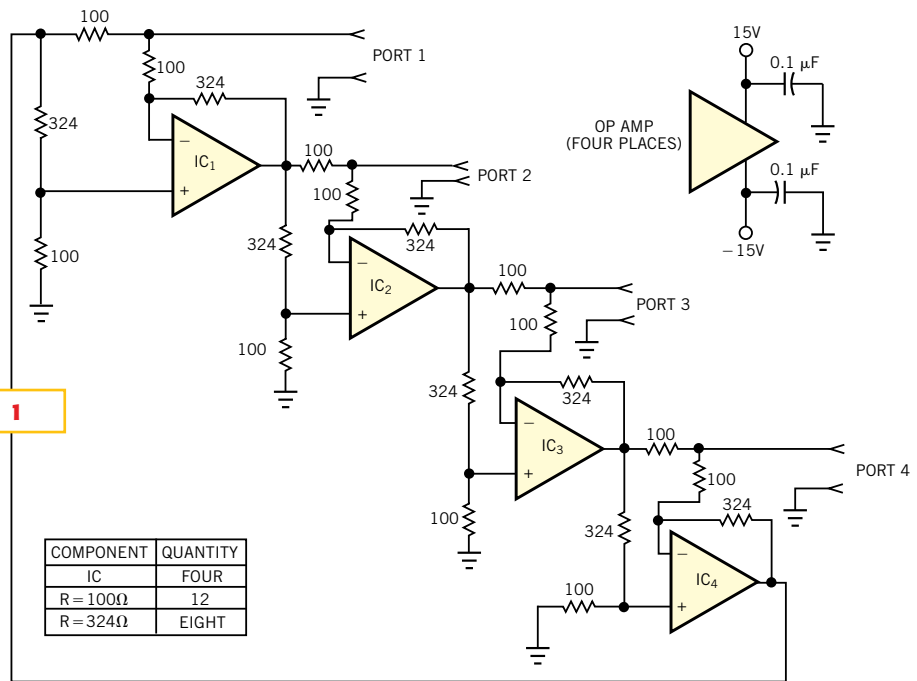 100
PORT 1
100
324
324
IC₁
−
+
100
100
PORT 2
100
324
324
IC₂
−
+
100
100
PORT 3
100
324
324
IC₃
−
+
100
100
PORT 4
100
324
324
IC₄
−
+
100
15V
0.1 µF
OP AMP
(FOUR PLACES)
0.1 µF
−15V
1
COMPONENT QUANTITY
IC FOUR
R=100Ω 12
R=324Ω EIGHT